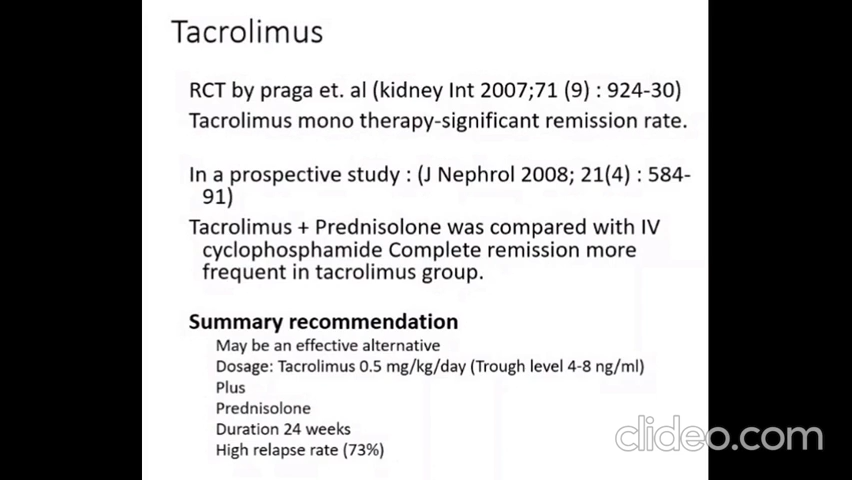 Tacrolimus
RCT by praga et. al (kidney Int 2007;71 (9) : 924-30)
Tacrolimus mono therapy-significant remission rate.
In a prospective study : (J Nephrol 2008; 21(4) : 584-
91)
Tacrolimus + Prednisolone was compared with IV
cyclophosphamide Complete remission more
frequent in tacrolimus group.
Summary recommendation
May be an effective alternative
Dosage: Tacrolimus 0.5 mg/kg/day (Trough level 4-8 ng/ml)
Plus
Prednisolone
Duration 24 weeks
High relapse rate (73%)
clideo.com